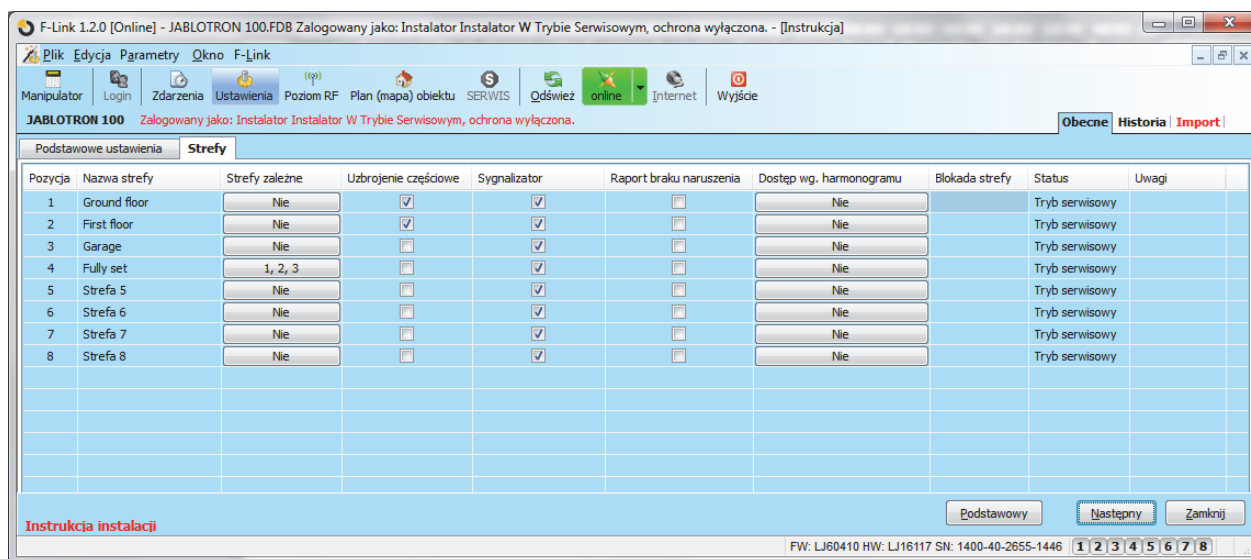 F-Link 1.2.0 [Online] - JABLOTRON 100.FDB Zalogowany jako: Instalator Instalator W Trybie Serwisowym, ochrona wyłączona. - [Instrukcja]
Plik Edycja Parametry Okno F-Link
Manipulator Login Zdarzenia Ustawienia Poziom RF Plan (mapa) obiektu SERWIS Odśwież online Internet Wyjście
JABLOTRON 100 Zalogowany jako: Instalator Instalator W Trybie Serwisowym, ochrona wyłączona. Obecne Historia Import
Podstawowe ustawienia Strefy
Pozycja Nazwa strefy Strefy zależne Uzbrojenie częściowe Sygnalizator Raport braku naruszenia Dostęp wg. harmonogramu Blokada strefy Status Uwagi
1 Ground floor Nie Nie Tryb serwisowy
2 First floor Nie Nie Tryb serwisowy
3 Garage Nie Nie Tryb serwisowy
4 Fully set 1, 2, 3 Nie Tryb serwisowy
5 Strefa 5 Nie Nie Tryb serwisowy
6 Strefa 6 Nie Nie Tryb serwisowy
7 Strefa 7 Nie Nie Tryb serwisowy
8 Strefa 8 Nie Nie Tryb serwisowy
Podstawowy Następny Zamknij
Instrukcja instalacji
FW: LJ60410 HW: LJ16117 SN: 1400-40-2655-1446 1 2 3 4 5 6 7 8